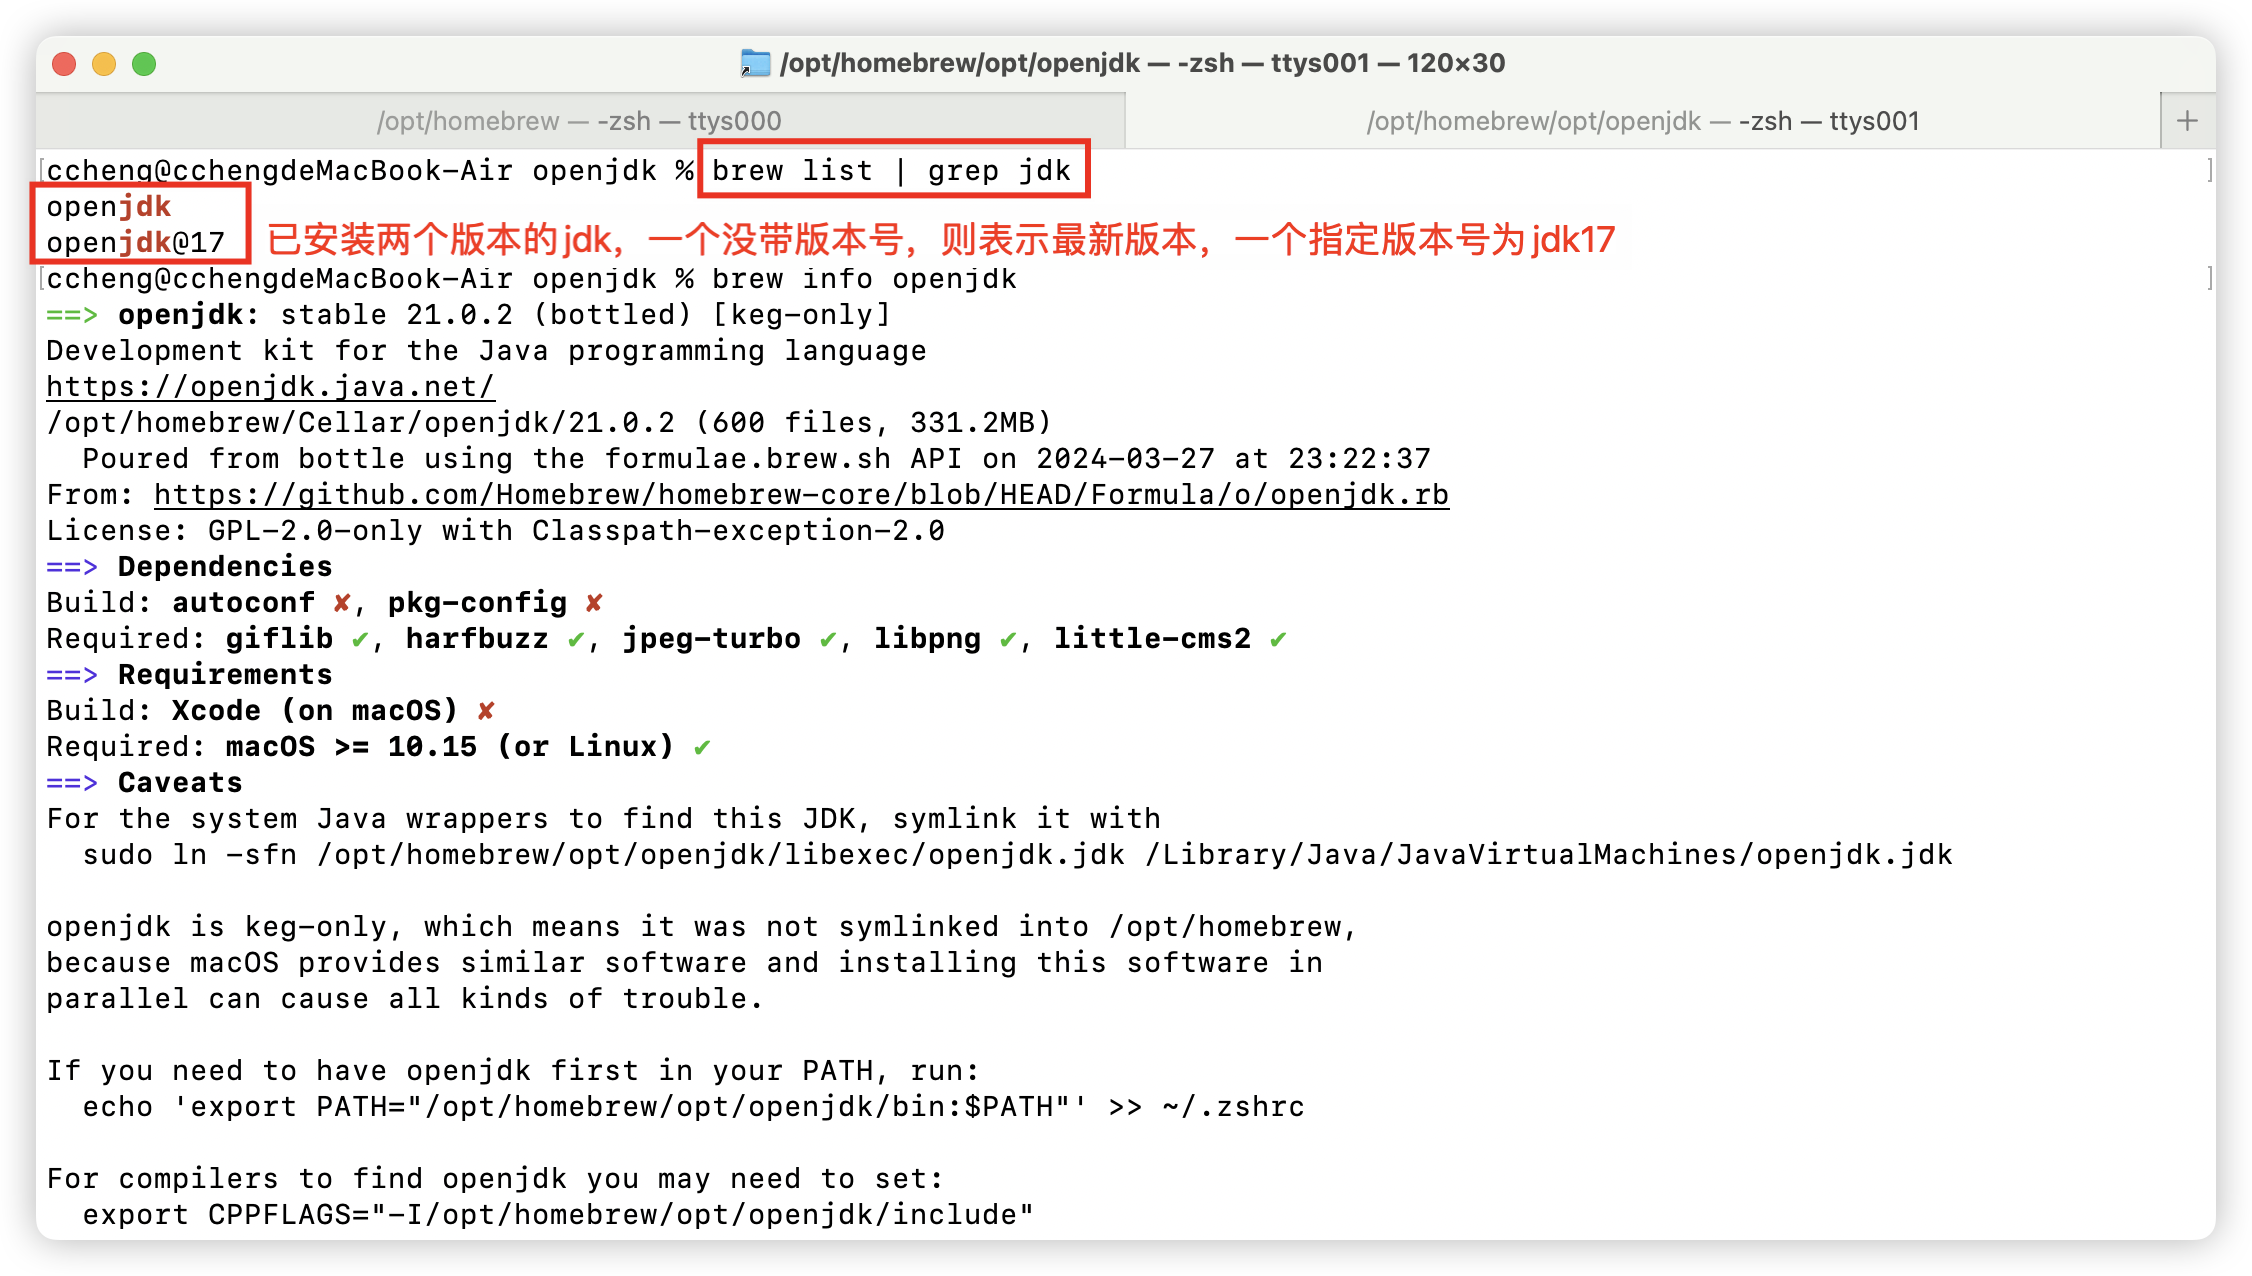 /opt/homebrew/opt/openjdk — -zsh — ttys001 — 120×30
/opt/homebrew — -zsh — ttys000
/opt/homebrew/opt/openjdk — -zsh — ttys001
+
[ccheng@cchengdeMacBook-Air openjdk % brew list | grep jdk ]
openjdk
openjdk@17
已安装两个版本的jdk，一个没带版本号，则表示最新版本，一个指定版本号为jdk17
[ccheng@cchengdeMacBook-Air openjdk % brew info openjdk ]
==> openjdk: stable 21.0.2 (bottled) [keg-only]
Development kit for the Java programming language
https://openjdk.java.net/
/opt/homebrew/Cellar/openjdk/21.0.2 (600 files, 331.2MB)
  Poured from bottle using the formulae.brew.sh API on 2024-03-27 at 23:22:37
From: https://github.com/Homebrew/homebrew-core/blob/HEAD/Formula/o/openjdk.rb
License: GPL-2.0-only with Classpath-exception-2.0
==> Dependencies
Build: autoconf ✘, pkg-config ✘
Required: giflib ✔, harfbuzz ✔, jpeg-turbo ✔, libpng ✔, little-cms2 ✔
==> Requirements
Build: Xcode (on macOS) ✘
Required: macOS >= 10.15 (or Linux) ✔
==> Caveats
For the system Java wrappers to find this JDK, symlink it with
  sudo ln -sfn /opt/homebrew/opt/openjdk/libexec/openjdk.jdk /Library/Java/JavaVirtualMachines/openjdk.jdk
openjdk is keg-only, which means it was not symlinked into /opt/homebrew,
because macOS provides similar software and installing this software in
parallel can cause all kinds of trouble.
If you need to have openjdk first in your PATH, run:
  echo 'export PATH="/opt/homebrew/opt/openjdk/bin:$PATH"' >> ~/.zshrc
For compilers to find openjdk you may need to set:
  export CPPFLAGS="-I/opt/homebrew/opt/openjdk/include"